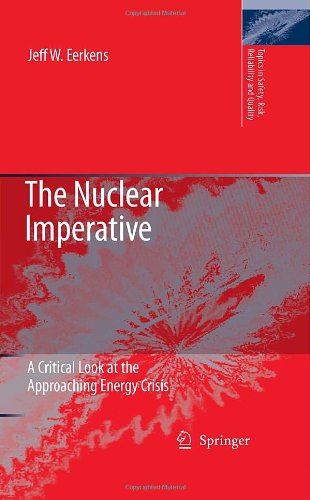 Jeff W. Eerkens
Topics in Safety, Risk,
Reliability and Quality
The Nuclear
Imperative
A Critical Look at the
Approaching Energy Crisis
Springer